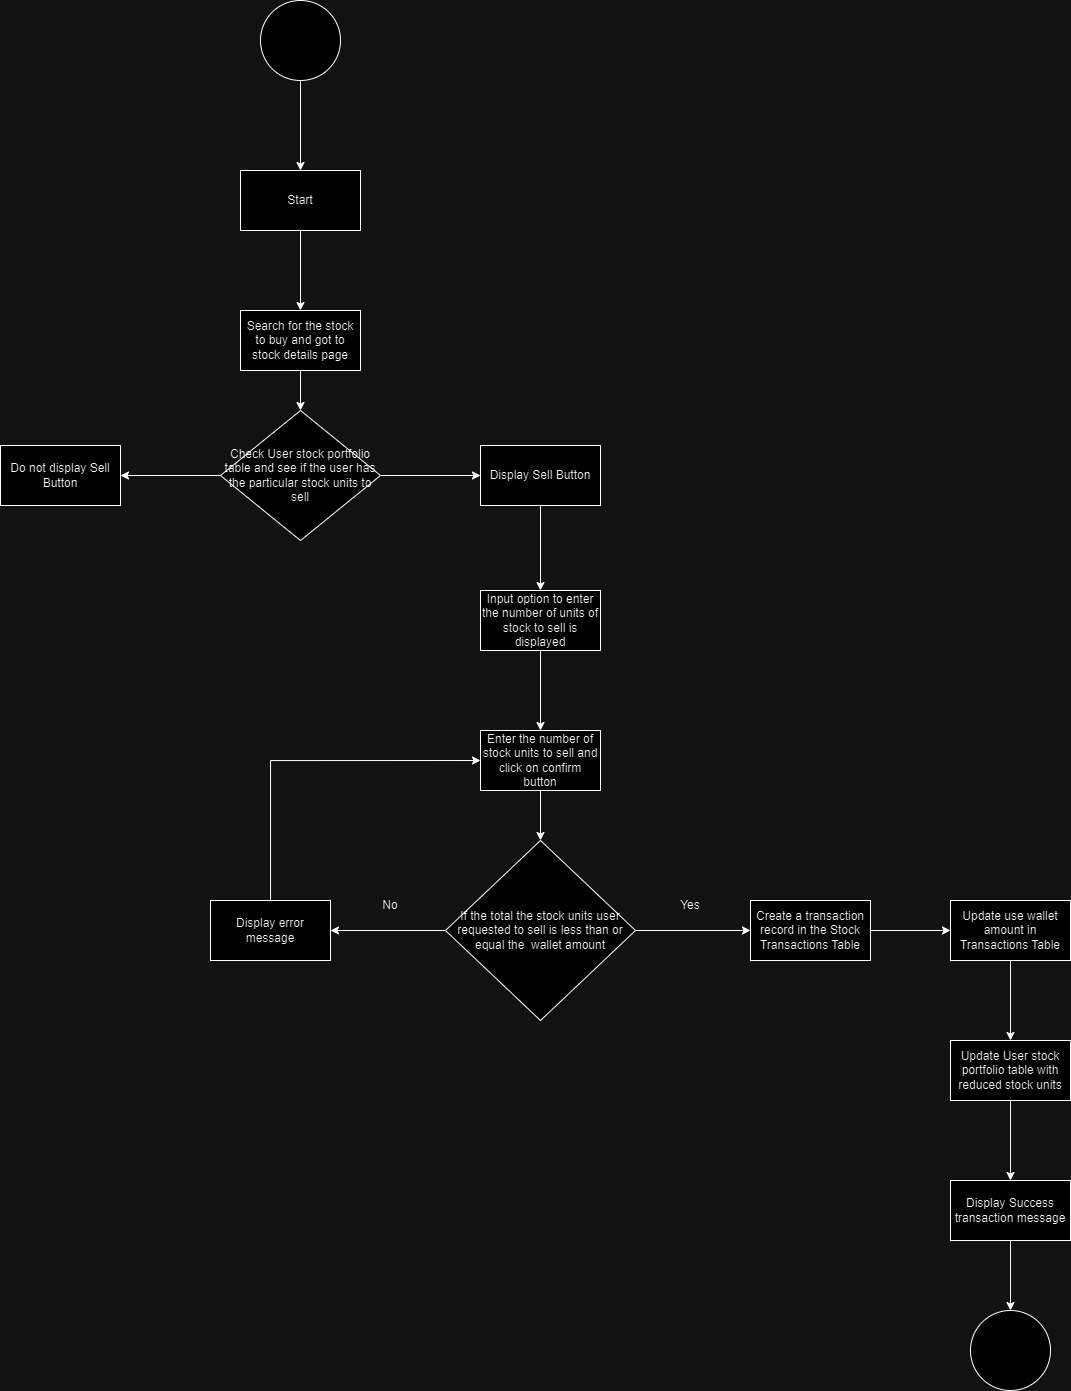 Start
Search for the stock
to buy and got to
stock details page
Check User stock portfolio
table and see if the user has
the particular stock units to
sell
Do not display Sell
Button
Display Sell Button
Input option to enter
the number of units of
stock to sell is
displayed
Enter the number of
stock units to sell and
click on confirm
button
If the total the stock units user
requested to sell is less than or
equal the  wallet amount
No
Yes
Display error
message
Create a transaction
record in the Stock
Transactions Table
Update use wallet
amount in
Transactions Table
Update User stock
portfolio table with
reduced stock units
Display Success
transaction message